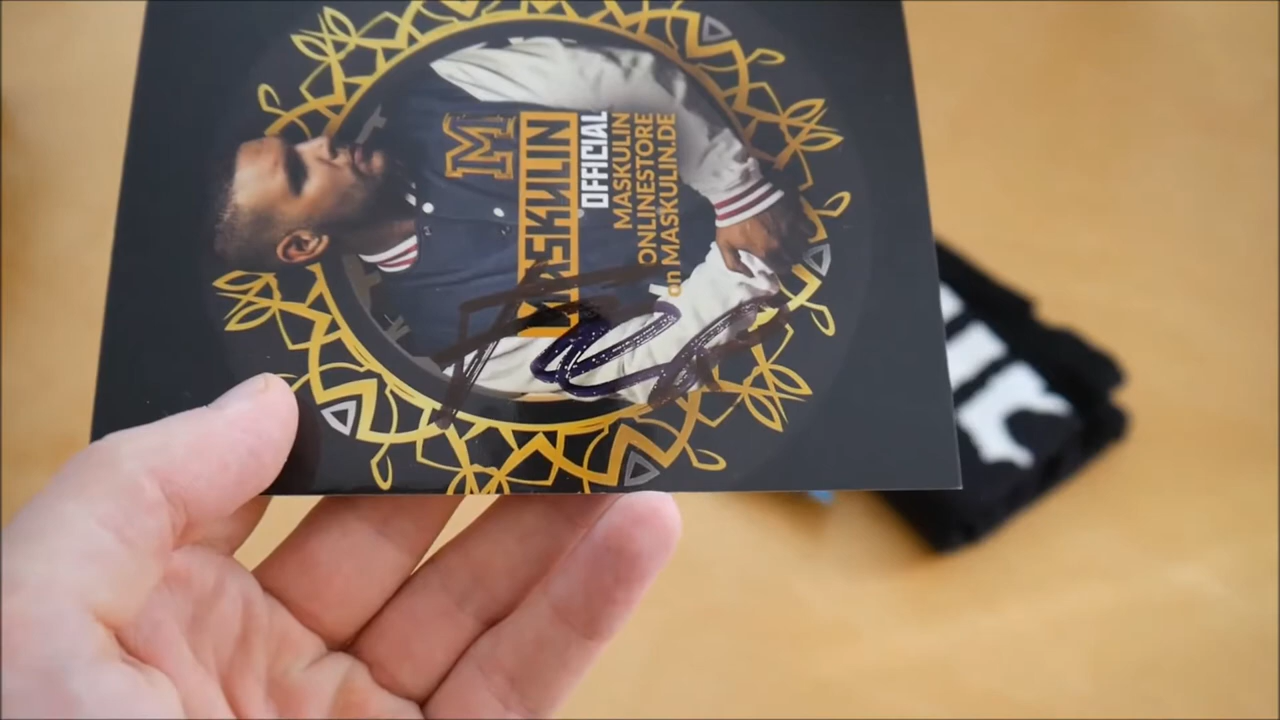 M
MASKULIN
OFFICIAL
MASKULIN
ONLINESTORE
on MASKULIN.DE